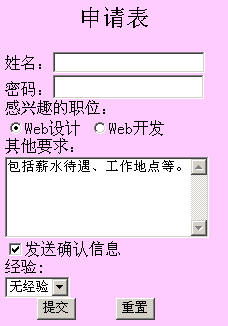 申请表
姓名：
密码：
感兴趣的职位：
Web设计 Web开发
其他要求：
包括薪水待遇、工作地点等。
发送确认信息
经验:
无经验
提交 重置